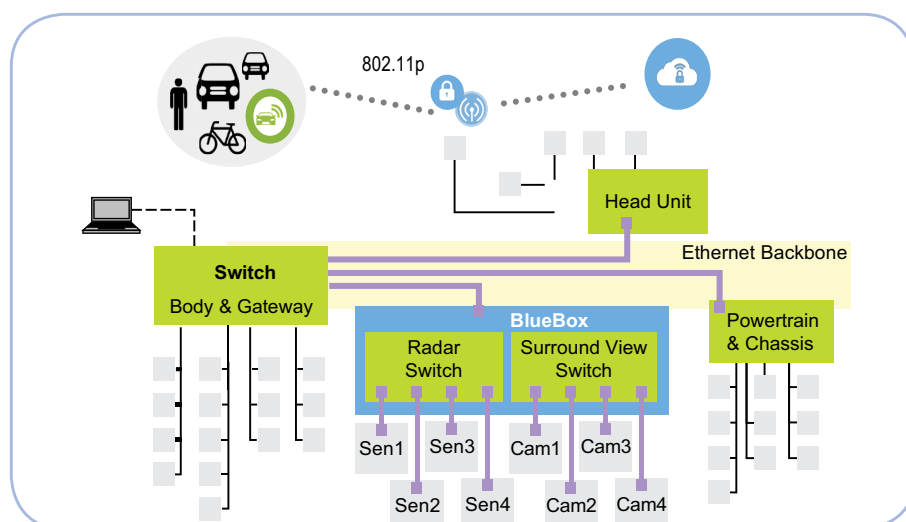 802.11p
Head Unit
Ethernet Backbone
Switch
Body & Gateway
BlueBox
Powertrain
& Chassis
Radar
Switch
Surround View
Switch
Sen1
Sen3
Cam1
Cam3
Sen2
Sen4
Cam2
Cam4